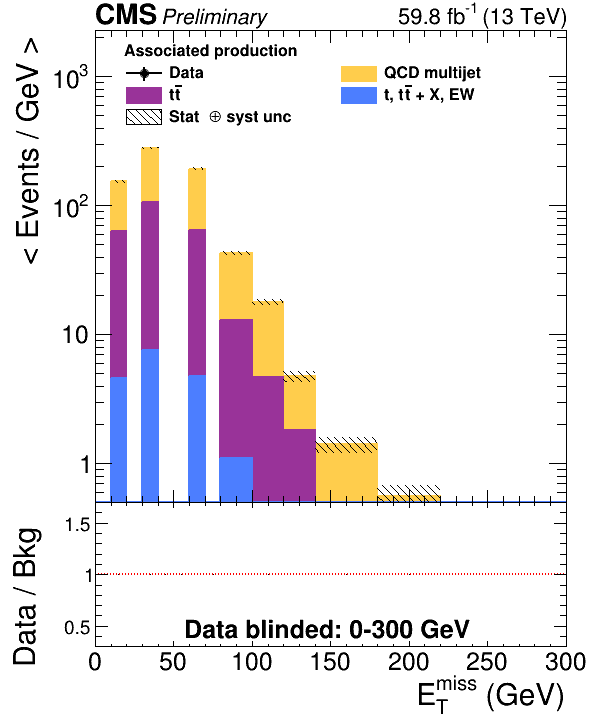 CMS Preliminary 59.8 fb⁻¹ (13 TeV)
Associated production
Data
QCD multijet
tt̄
t, tt̄ + X, EW
Stat ⊕ syst unc
< Events / GeV >
10³
10²
10
1
Data / Bkg
1.5
1
0.5
Data blinded: 0-300 GeV
0 50 100 150 200 250 300
E_T^miss (GeV)